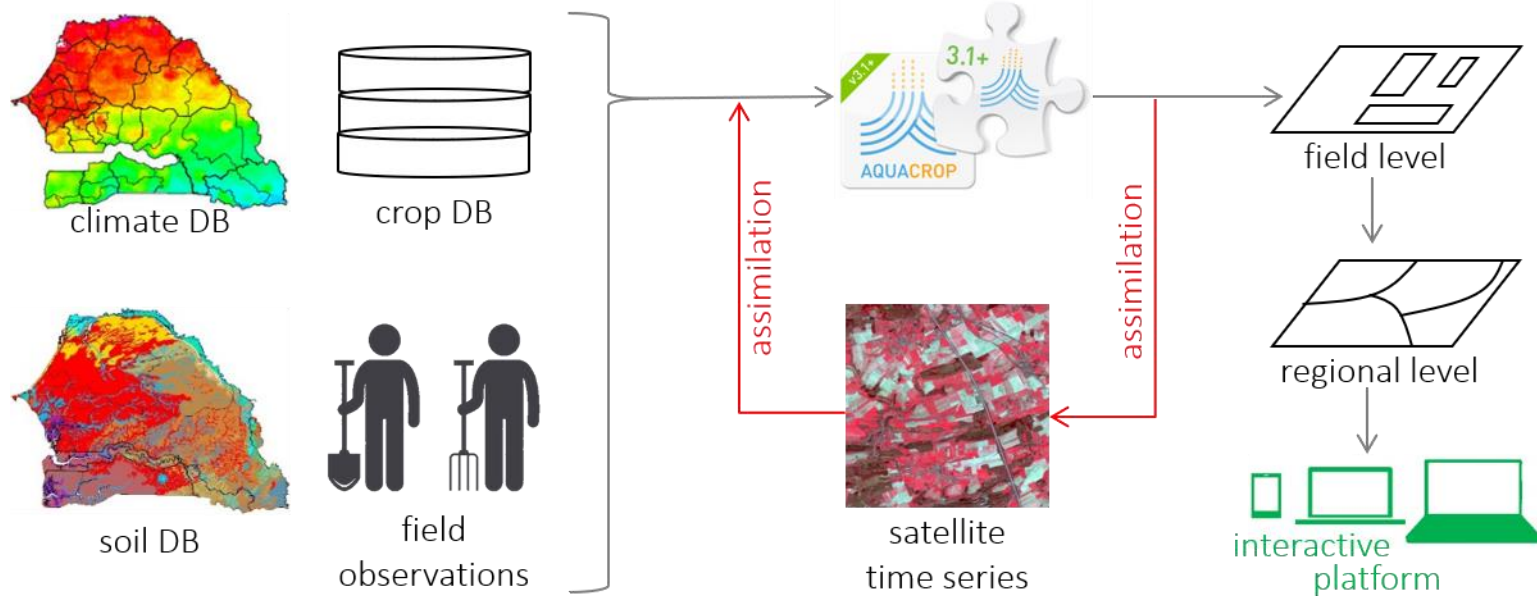 climate DB
crop DB
soil DB
field
observations
assimilation
v3.1+
3.1+
AQUACROP
satellite
time series
assimilation
field level
regional level
interactive
platform